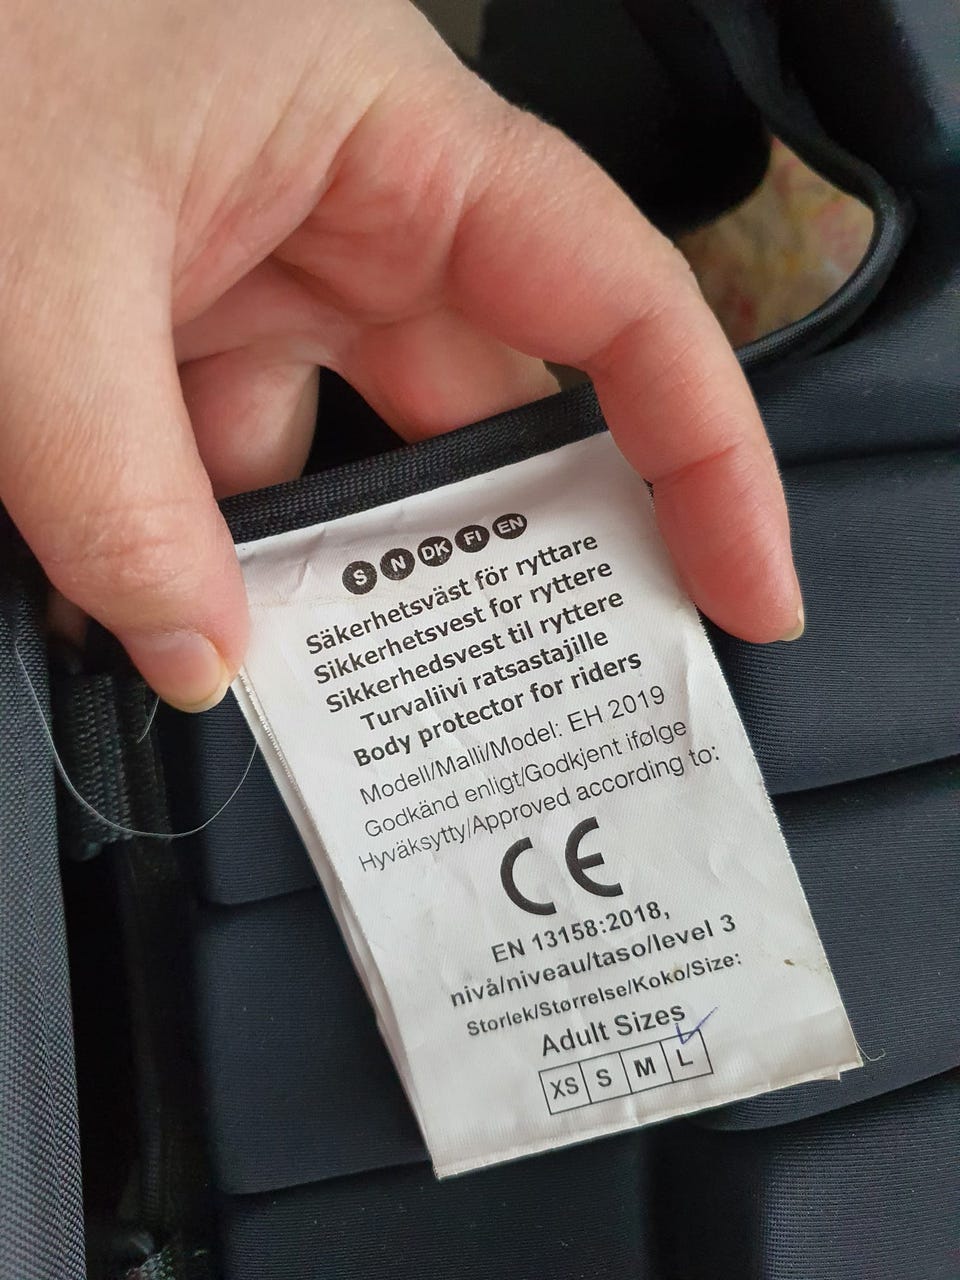 S N DK FI EN
Säkerhetsväst för ryttare
Sikkerhetsvest for ryttere
Sikkerhedsvest til ryttere
Turvaliivi ratsastajille
Body protector for riders
Modell/Malli/Model: EH 2019
Godkänd enligt/Godkjent ifølge
Hyväksytty/Approved according to:
CE
EN 13158:2018,
nivå/niveau/taso/level 3
Storlek/Størrelse/Koko/Size:
Adult Sizes
XS S M L